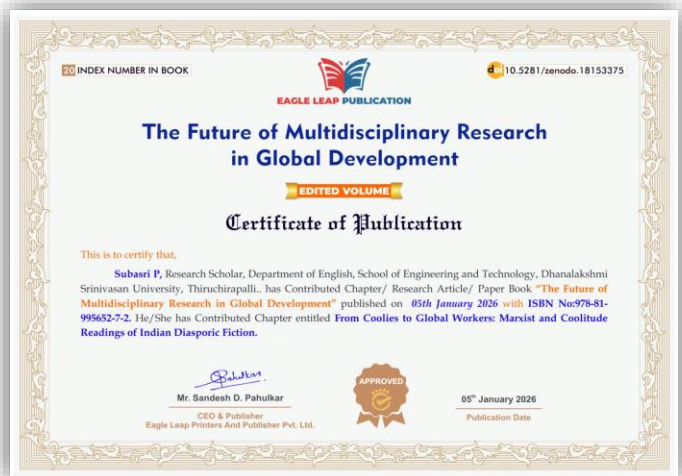 20 INDEX NUMBER IN BOOK
doi 10.5281/zenodo.18153375
EAGLE LEAP PUBLICATION
The Future of Multidisciplinary Research
in Global Development
EDITED VOLUME
Certificate of Publication
This is to certify that,
Subasri P, Research Scholar, Department of English, School of Engineering and Technology, Dhanalakshmi
Srinivasan University, Thiruchirapalli.. has Contributed Chapter/ Research Article/ Paper Book "The Future of
Multidisciplinary Research in Global Development" published on 05th January 2026 with ISBN No:978-81-
995652-7-2. He/She has Contributed Chapter entitled From Coolies to Global Workers: Marxist and Coolitude
Readings of Indian Diasporic Fiction.
Mr. Sandesh D. Pahulkar
CEO & Publisher
Eagle Leap Printers And Publisher Pvt. Ltd.
APPROVED
05th January 2026
Publication Date